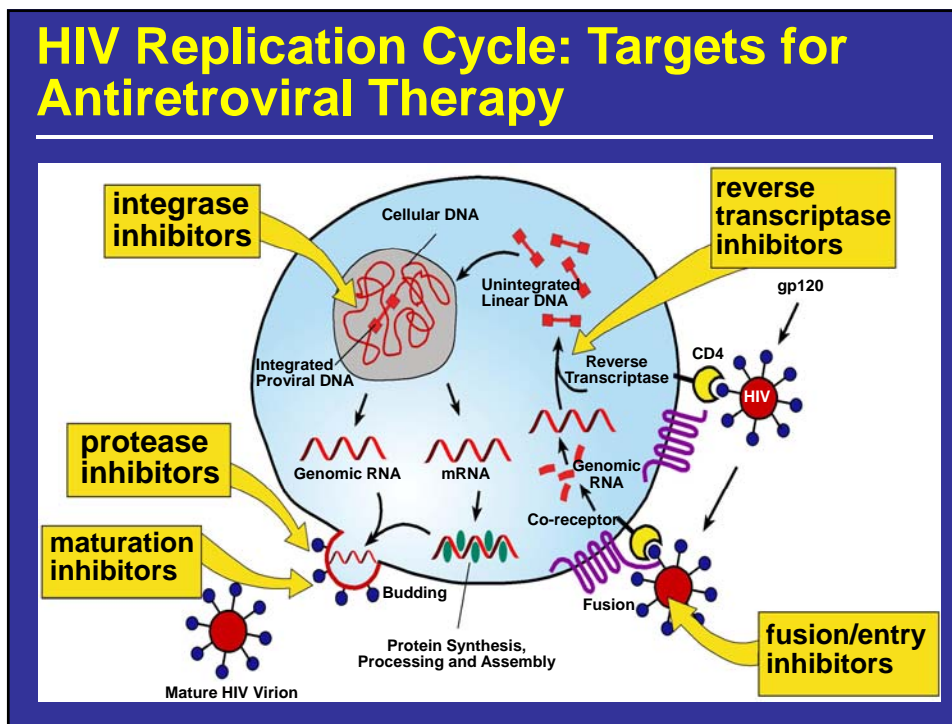 HIV Replication Cycle: Targets for
Antiretroviral Therapy
integrase
inhibitors
Cellular DNA
reverse
transcriptase
inhibitors
Unintegrated
Linear DNA
gp120
Integrated
Proviral DNA
Reverse
Transcriptase
CD4
HIV
protease
inhibitors
Genomic RNA
mRNA
Genomic
RNA
Co-receptor
maturation
inhibitors
Budding
Fusion
Protein Synthesis,
Processing and Assembly
fusion/entry
inhibitors
Mature HIV Virion